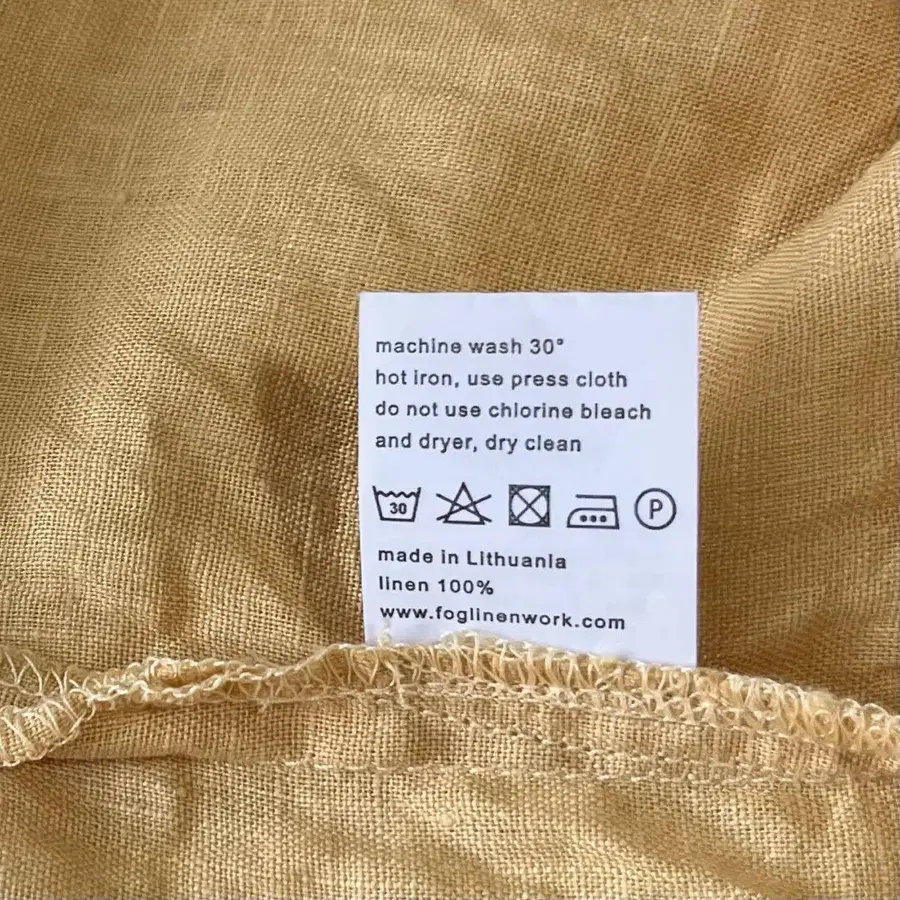 machine wash 30°
hot iron, use press cloth
do not use chlorine bleach
and dryer, dry clean
30 P
made in Lithuania
linen 100%
www.foglinenwork.com